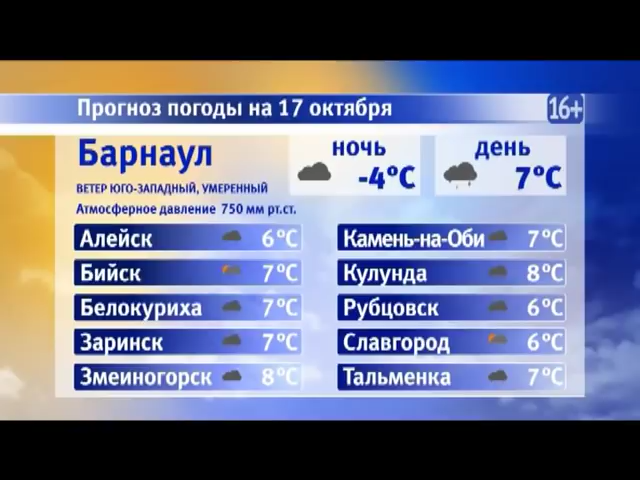 Прогноз погоды на 17 октября 16+
Барнаул
ВЕТЕР ЮГО-ЗАПАДНЫЙ, УМЕРЕННЫЙ
Атмосферное давление 750 мм рт.ст.
ночь
-4°C
день
7°C
Алейск 6°C
Бийск 7°C
Белокуриха 7°C
Заринск 7°C
Змеиногорск 8°C
Камень-на-Оби 7°C
Кулунда 8°C
Рубцовск 6°C
Славгород 6°C
Тальменка 7°C